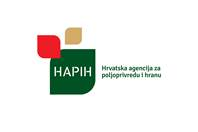 HAPIH
Hrvatska agencija za
poljoprivredu i hranu